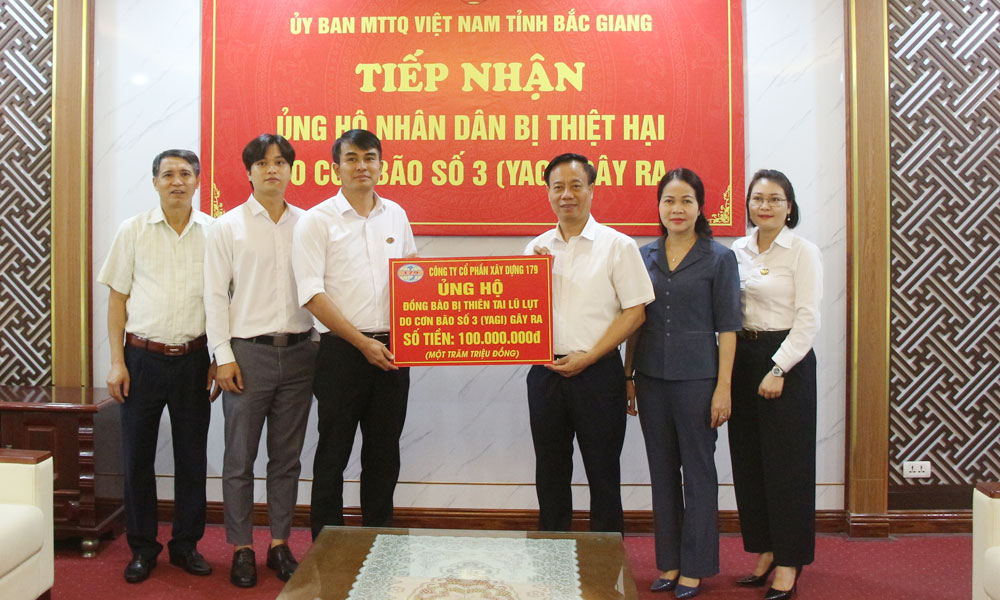 ỦY BAN MTTQ VIỆT NAM TỈNH BẮC GIANG
TIẾP NHẬN
ỦNG HỘ NHÂN DÂN BỊ THIỆT HẠI
DO CƠN BÃO SỐ 3 (YAGI) GÂY RA
CÔNG TY CỔ PHẦN XÂY DỰNG 179
ỦNG HỘ
ĐỒNG BÀO BỊ THIÊN TAI LŨ LỤT
DO CƠN BÃO SỐ 3 (YAGI) GÂY RA
SỐ TIỀN: 100.000.000đ
(MỘT TRĂM TRIỆU ĐỒNG)